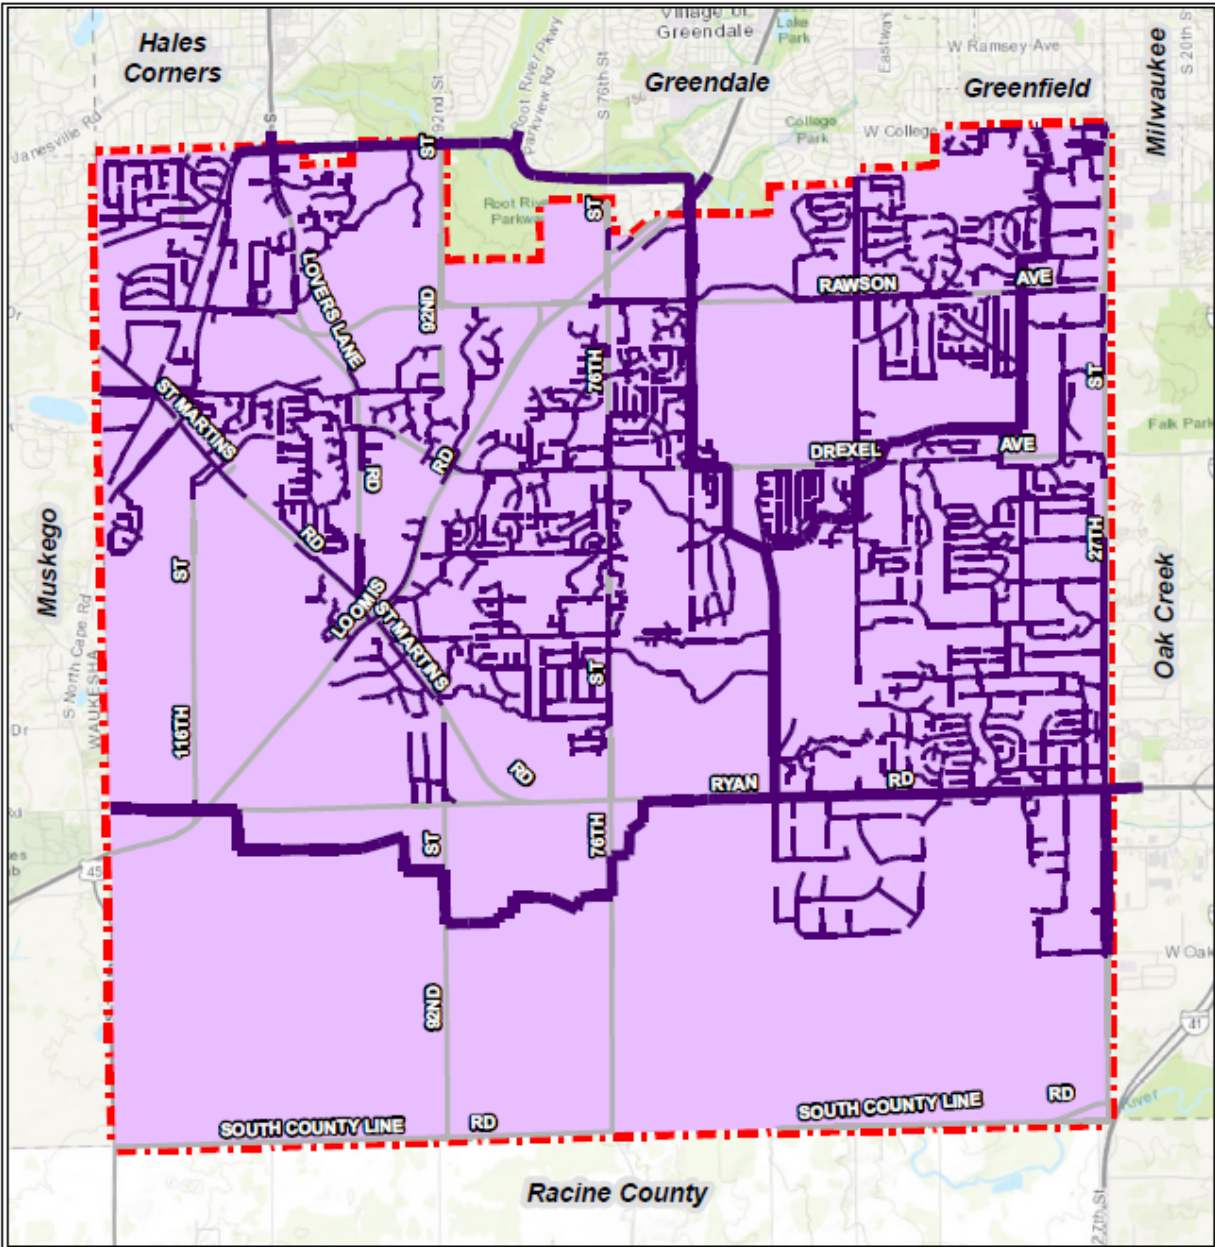 Village of
Greendale
Lake
Park
Eastway
W Ramsey Ave
S 20th St
Hales
Corners
Greendale
Greenfield
Milwaukee
Janesville Rd
S
92nd St
Root River Pkwy
Parkview Rd
S 76th St
College
Park
W College
ST
Root Rive
Parkwa
ST
LOVERS LANE
RAWSON
AVE
Dr
92ND
76TH
ST
ST MARTINS
RD
RD
DREXEL
AVE
Falk Park
Muskego
ST
RD
27TH
LOOMIS
ST MARTINS
Oak Creek
S North Cape Rd
WAUKESHA
ST
116TH
Dr
RD
RYAN
RD
76TH
ST
45
W Oak
92ND
41
SOUTH COUNTY LINE
RD
SOUTH COUNTY LINE
RD
River
Racine County
27th St